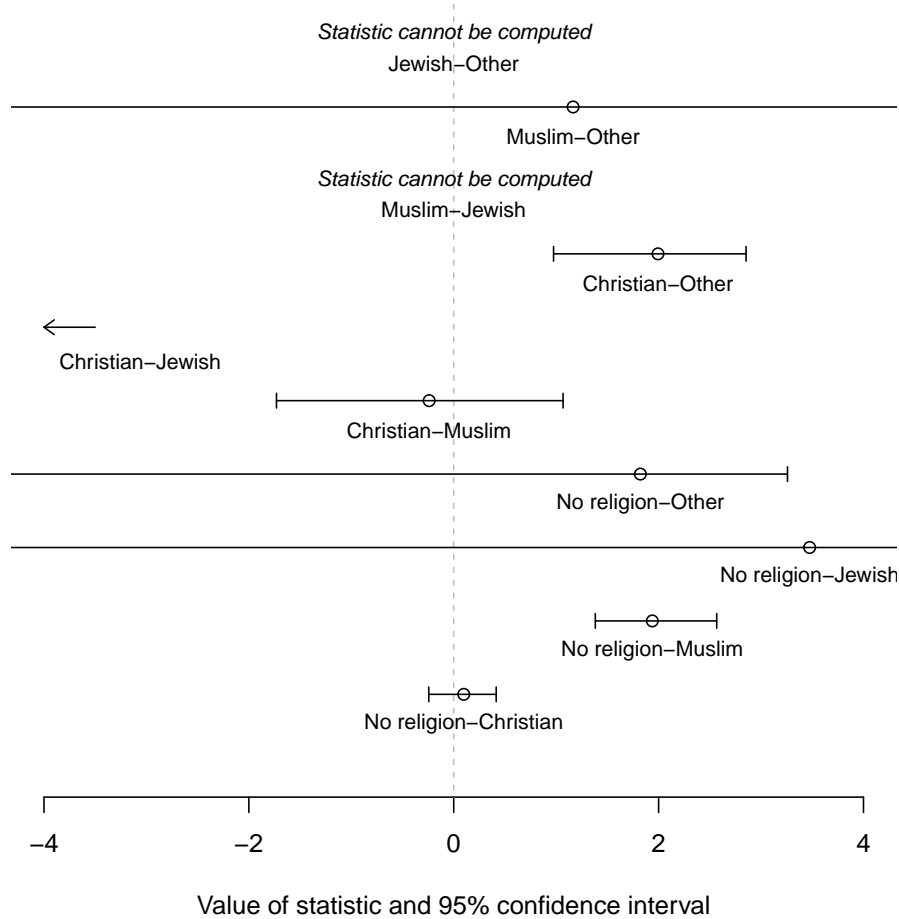 Statistic cannot be computed
Jewish−Other
Muslim−Other
Statistic cannot be computed
Muslim−Jewish
Christian−Other
Christian−Jewish
Christian−Muslim
No religion−Other
No religion−Jewish
No religion−Muslim
No religion−Christian
−4 −2 0 2 4
Value of statistic and 95% confidence interval